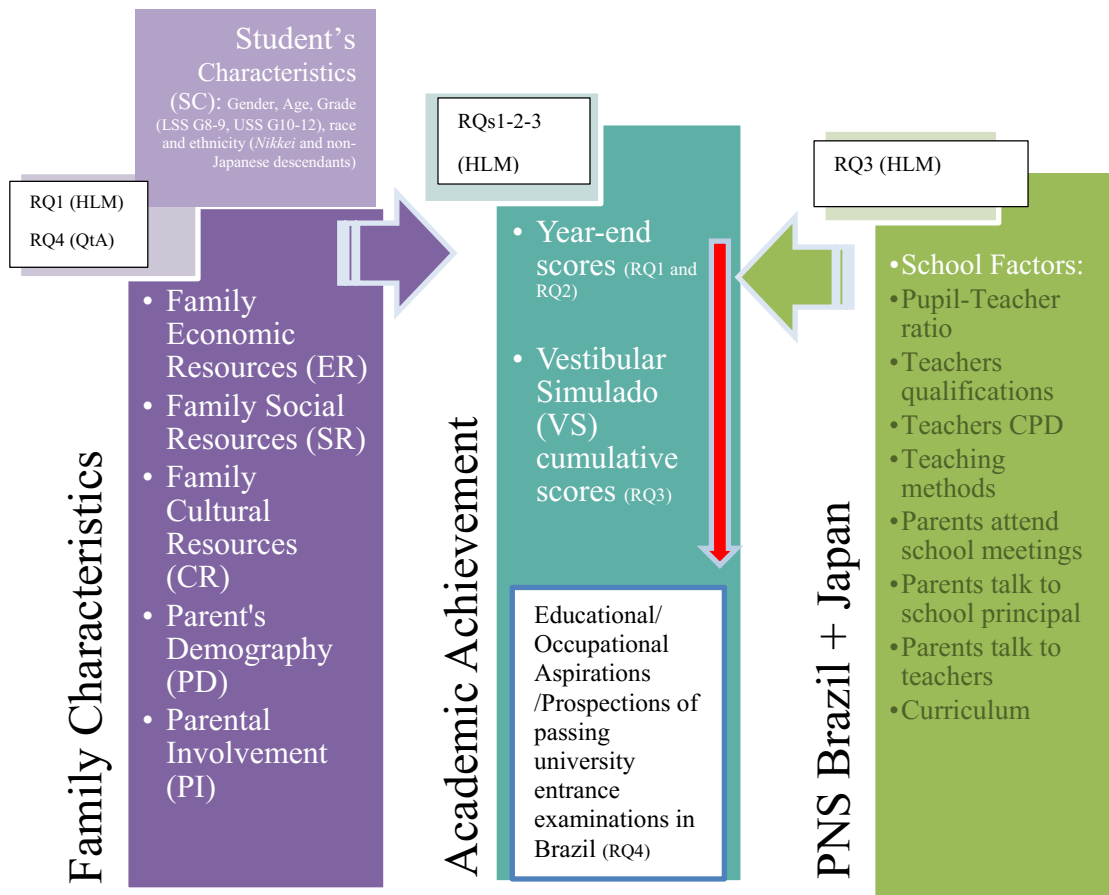 Student’s
Characteristics
(SC): Gender, Age, Grade
(LSS G8-9, USS G10-12), race
and ethnicity (Nikkei and non-
Japanese descendants)
RQ1 (HLM)
RQ4 (QtA)
Family Characteristics
• Family
Economic
Resources (ER)
• Family Social
Resources (SR)
• Family
Cultural
Resources
(CR)
• Parent's
Demography
(PD)
• Parental
Involvement
(PI)
RQs1-2-3
(HLM)
Academic Achievement
• Year-end
scores (RQ1 and
RQ2)
• Vestibular
Simulado
(VS)
cumulative
scores (RQ3)
Educational/
Occupational
Aspirations
/Prospections of
passing
university
entrance
examinations in
Brazil (RQ4)
RQ3 (HLM)
PNS Brazil + Japan
•School Factors:
•Pupil-Teacher
ratio
•Teachers
qualifications
•Teachers CPD
•Teaching
methods
•Parents attend
school meetings
•Parents talk to
school principal
•Parents talk to
teachers
•Curriculum